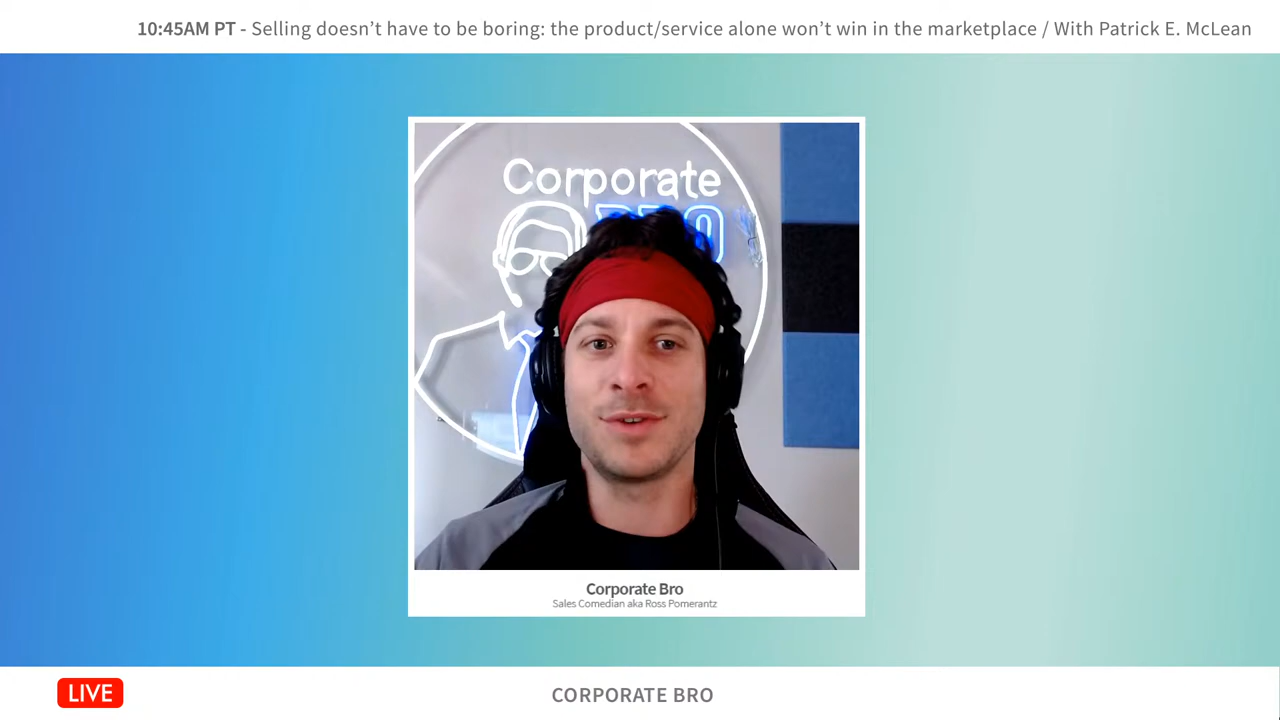 10:45AM PT - Selling doesn’t have to be boring: the product/service alone won’t win in the marketplace / With Patrick E. McLean
Corporate
Corporate Bro
Sales Comedian aka Ross Pomerantz
LIVE
CORPORATE BRO